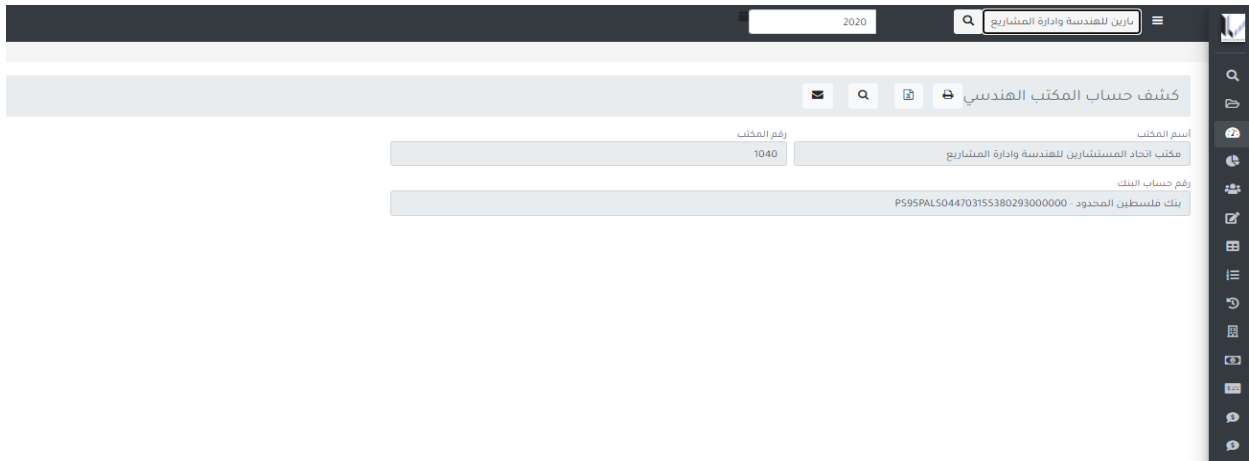 ارين للهندسة وادارة المشاريع
2020
كشف حساب المكتب الهندسي
أسم المكتب
رقم المكتب
مكتب اتحاد المستشارين للهندسة وادارة المشاريع
1040
رقم حساب البنك
بنك فلسطين المحدود - PS95PALS044703155380293000000